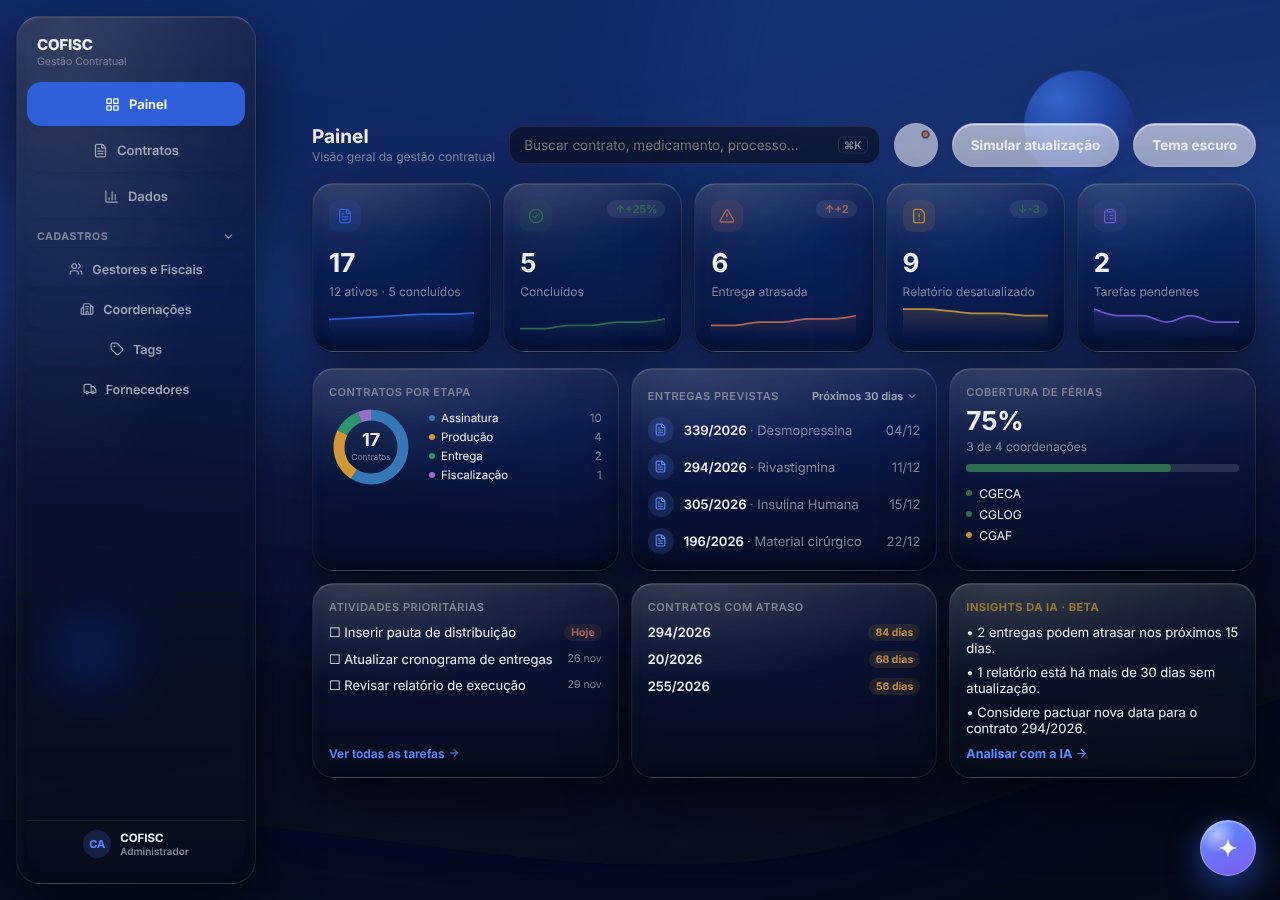 COFISC
Gestão Contratual
Painel
Contratos
Dados
CADASTROS
Gestores e Fiscais
Coordenações
Tags
Fornecedores
CA
COFISC
Administrador
Painel
Visão geral da gestão contratual
Buscar contrato, medicamento, processo...
⌘K
Simular atualização
Tema escuro
17
12 ativos · 5 concluídos
↑+25%
5
Concluídos
↑+2
6
Entrega atrasada
↓-3
9
Relatório desatualizado
2
Tarefas pendentes
CONTRATOS POR ETAPA
17
Contratos
Assinatura 10
Produção 4
Entrega 2
Fiscalização 1
ENTREGAS PREVISTAS
Próximos 30 dias
339/2026 · Desmopressina 04/12
294/2026 · Rivastigmina 11/12
305/2026 · Insulina Humana 15/12
196/2026 · Material cirúrgico 22/12
COBERTURA DE FÉRIAS
75%
3 de 4 coordenações
CGECA
CGLOG
CGAF
ATIVIDADES PRIORITÁRIAS
☐ Inserir pauta de distribuição Hoje
☐ Atualizar cronograma de entregas 26 nov
☐ Revisar relatório de execução 29 nov
Ver todas as tarefas →
CONTRATOS COM ATRASO
294/2026 84 dias
20/2026 68 dias
255/2026 56 dias
INSIGHTS DA IA · BETA
• 2 entregas podem atrasar nos próximos 15
dias.
• 1 relatório está há mais de 30 dias sem
atualização.
• Considere pactuar nova data para o
contrato 294/2026.
Analisar com a IA →